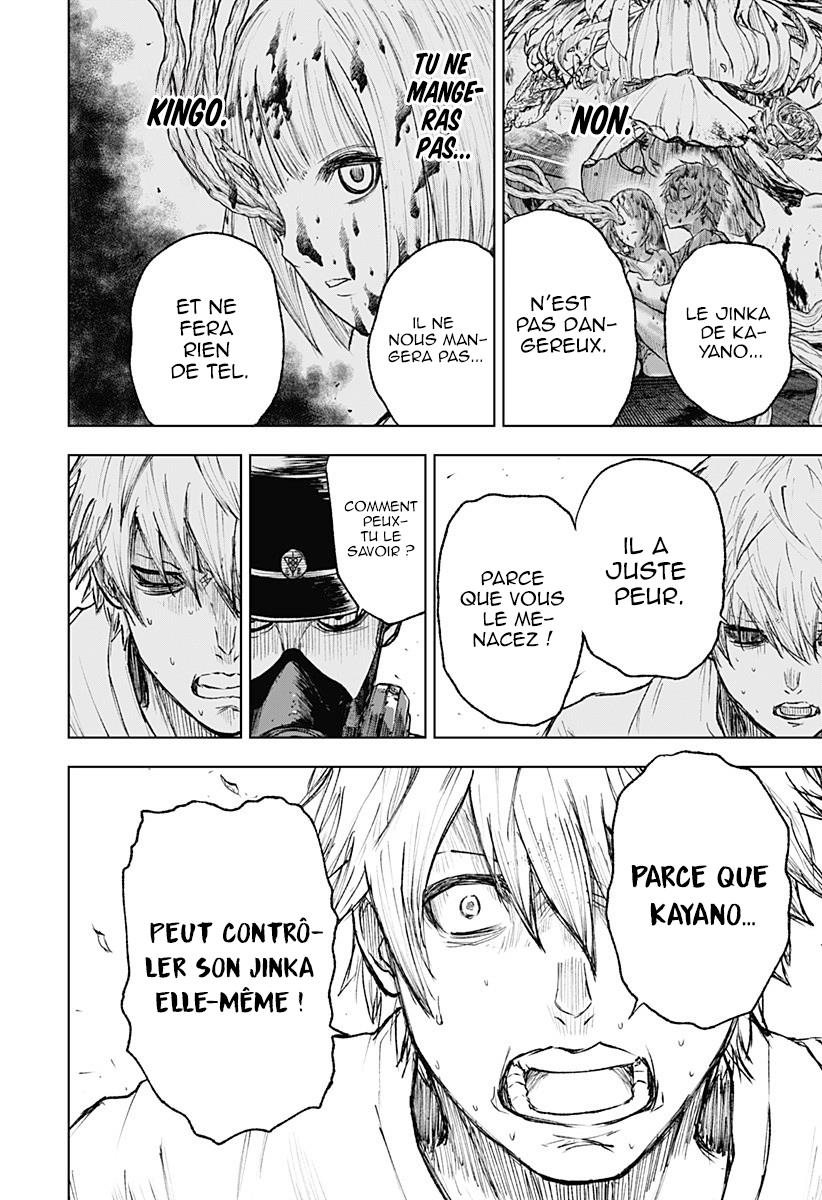 NON.
LE JINKA
DE KA-
YANO...
N'EST
PAS DAN-
GEREUX.
TU NE
MANGE-
RAS
PAS...
KINGO.
IL NE
NOUS MAN-
GERA PAS...
ET NE
FERA
RIEN
DE TEL.
IL A
JUSTE
PEUR.
PARCE
QUE VOUS
LE ME-
NACEZ !
COMMENT
PEUX-
TU LE
SAVOIR ?
PARCE QUE
KAYANO...
PEUT CONTRÔ-
LER SON JINKA
ELLE-MÊME !